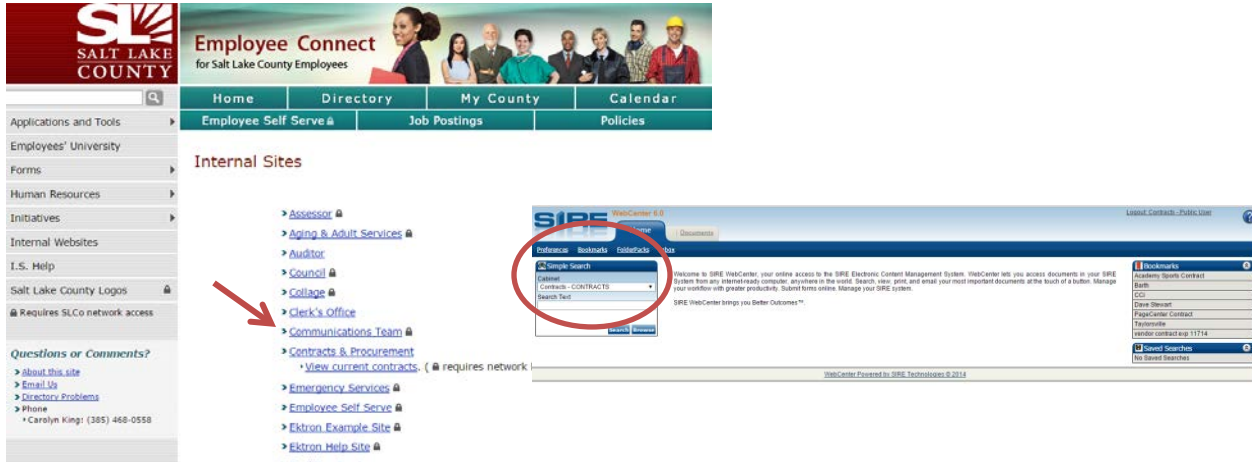 SL
SALT LAKE
COUNTY
Employee Connect
for Salt Lake County Employees
Home Directory My County Calendar
Employee Self Serve Job Postings Policies
Applications and Tools
Employees' University
Forms
Human Resources
Initiatives
Internal Websites
I.S. Help
Salt Lake County Logos
Requires SLCo network access
Questions or Comments?
About this site
Email Us
Directory Problems
Phone
Carolyn King: (385) 468-0558
Internal Sites
Assessor
Aging & Adult Services
Auditor
Council
Collage
Clerk's Office
Communications Team
Contracts & Procurement
View current contracts. ( requires network
Emergency Services
Employee Self Serve
Ektron Example Site
Ektron Help Site
SIRE WebCenter 6.0
Logout Contracts - Public User
Home Documents
Preferences Bookmarks FolderPacks Inbox
Simple Search
Cabinet
Contracts - CONTRACTS
Search Text
Search Browse
Welcome to SIRE WebCenter, your online access to the SIRE Electronic Content Management System. WebCenter lets you access documents in your SIRE
System from any internet-ready computer, anywhere in the world. Search, view, print, and email your most important documents at the touch of a button. Manage
your workflow with greater productivity. Submit forms online. Manage your SIRE system.
SIRE WebCenter brings you Better Outcomes™.
Bookmarks
Academy Sports Contract
Barth
CCI
Dave Stewart
PageCenter Contract
Taylorsville
vendor contract exp 11714
Saved Searches
No Saved Searches
WebCenter Powered by SIRE Technologies © 2014